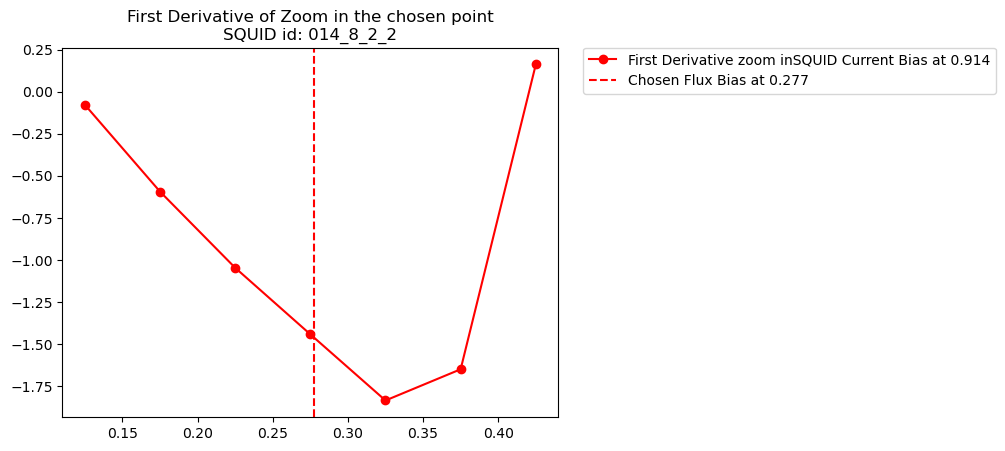 First Derivative of Zoom in the chosen point
SQUID id: 014_8_2_2
First Derivative zoom inSQUID Current Bias at 0.914
Chosen Flux Bias at 0.277
0.25
0.00
−0.25
−0.50
−0.75
−1.00
−1.25
−1.50
−1.75
0.15 0.20 0.25 0.30 0.35 0.40